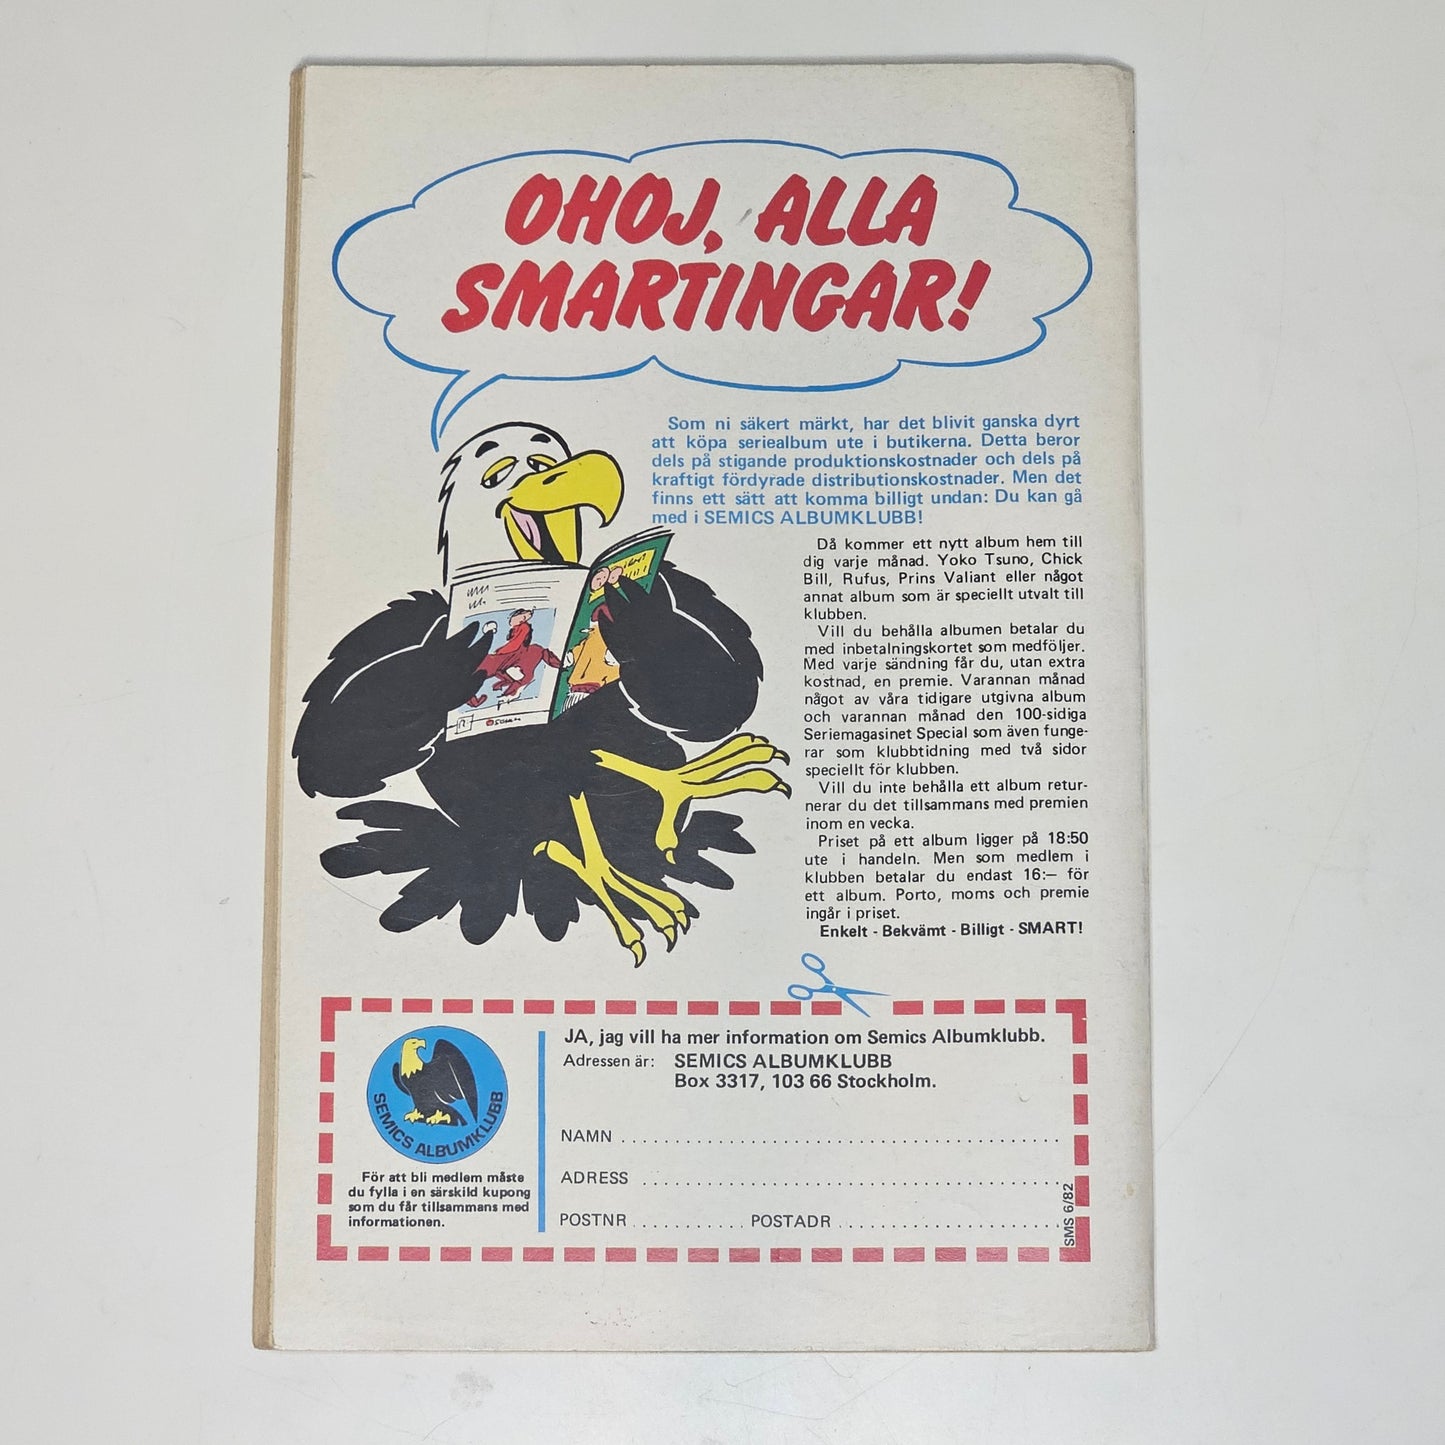 OHOJ, ALLA
SMARTINGAR!
Som ni säkert märkt, har det blivit ganska dyrt
att köpa seriealbum ute i butikerna. Detta beror
dels på stigande produktionskostnader och dels på
kraftigt fördyrade distributionskostnader. Men det
finns ett sätt att komma billigt undan: Du kan gå
med i SEMICS ALBUMKLUBB!
Då kommer ett nytt album hem till
dig varje månad. Yoko Tsuno, Chick
Bill, Rufus, Prins Valiant eller något
annat album som är speciellt utvalt till
klubben.
Vill du behålla albumen betalar du
med inbetalningskortet som medföljer.
Med varje sändning får du, utan extra
kostnad, en premie. Varannan månad
något av våra tidigare utgivna album
och varannan månad den 100-sidiga
Seriemagasinet Special som även funge-
rar som klubbtidning med två sidor
speciellt för klubben.
Vill du inte behålla ett album retur-
nerar du det tillsammans med premien
inom en vecka.
Priset på ett album ligger på 18:50
ute i handeln. Men som medlem i
klubben betalar du endast 16:— för
ett album. Porto, moms och premie
ingår i priset.
Enkelt - Bekvämt - Billigt - SMART!
SEMICS ALBUMKLUBB
För att bli medlem måste
du fylla i en särskild kupong
som du får tillsammans med
informationen.
JA, jag vill ha mer information om Semics Albumklubb.
Adressen är: SEMICS ALBUMKLUBB
Box 3317, 103 66 Stockholm.
NAMN
ADRESS
POSTNR POSTADR
SMS 6/82